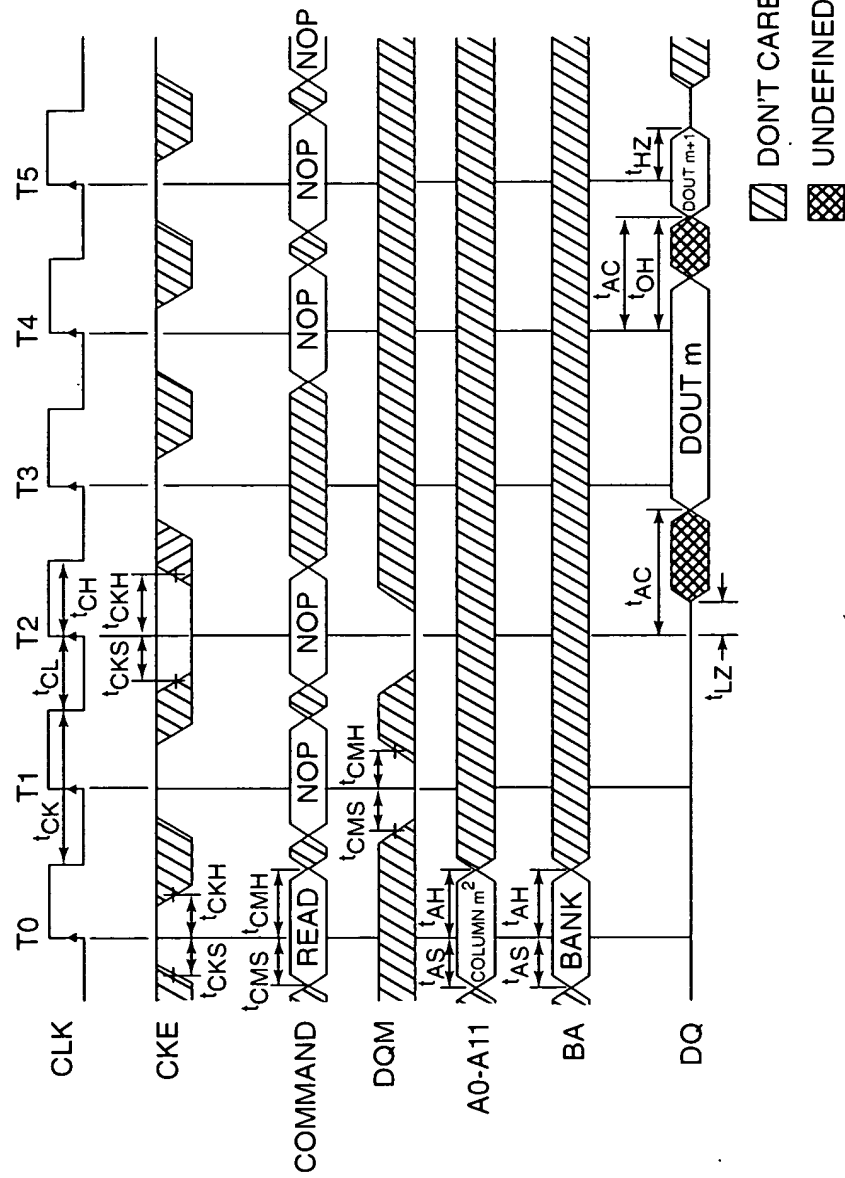 T0 T1 T2 T3 T4 T5
CLK
tCK tCL tCH
CKE
tCKS tCKH tCKS tCKH
tCMS tCMH
COMMAND READ NOP NOP NOP NOP NOP
DQM
tCMS tCMH
tAS tAH
A0-A11 COLUMN m2
tAS tAH
BA BANK
tAC tAC tHZ
tOH
DQ DOUT m DOUT m+1
tLZ
DON'T CARE
UNDEFINED